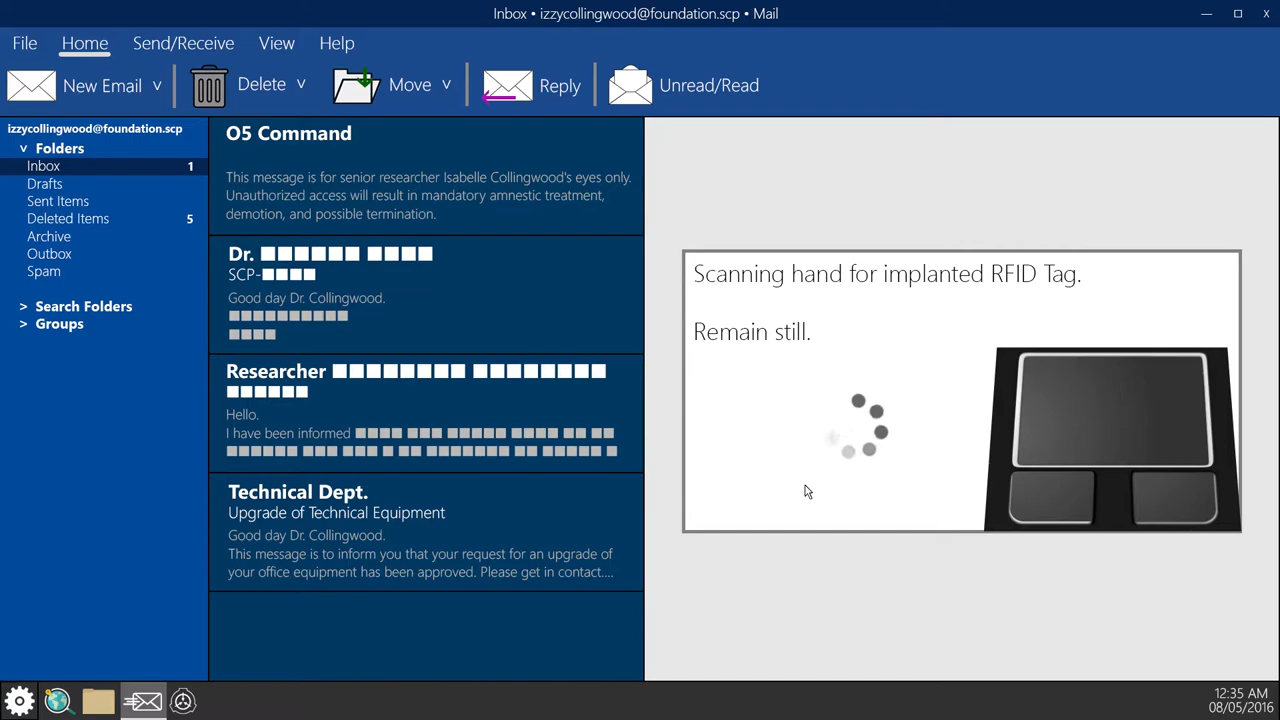 Inbox • izzycollingwood@foundation.scp • Mail
File Home Send/Receive View Help
New Email Delete Move Reply Unread/Read
izzycollingwood@foundation.scp
Folders
Inbox 1
Drafts
Sent Items
Deleted Items 5
Archive
Outbox
Spam
> Search Folders
> Groups
O5 Command
This message is for senior researcher Isabelle Collingwood's eyes only.
Unauthorized access will result in mandatory amnestic treatment,
demotion, and possible termination.
Dr. ■■■■■■ ■■■■
SCP-■■■■
Good day Dr. Collingwood.
■■■■■■■■■■
■■■■
Researcher ■■■■■■■■ ■■■■■■■■
■■■■■■
Hello.
I have been informed ■■■■ ■■■ ■■■■■ ■■■■ ■■ ■■
■■■■■■ ■■■ ■■ ■■ ■■■■■■■ ■■ ■■■■■ ■
Technical Dept.
Upgrade of Technical Equipment
Good day Dr. Collingwood.
This message is to inform you that your request for an upgrade of
your office equipment has been approved. Please get in contact....
Scanning hand for implanted RFID Tag.
Remain still.
12:35 AM
08/05/2016